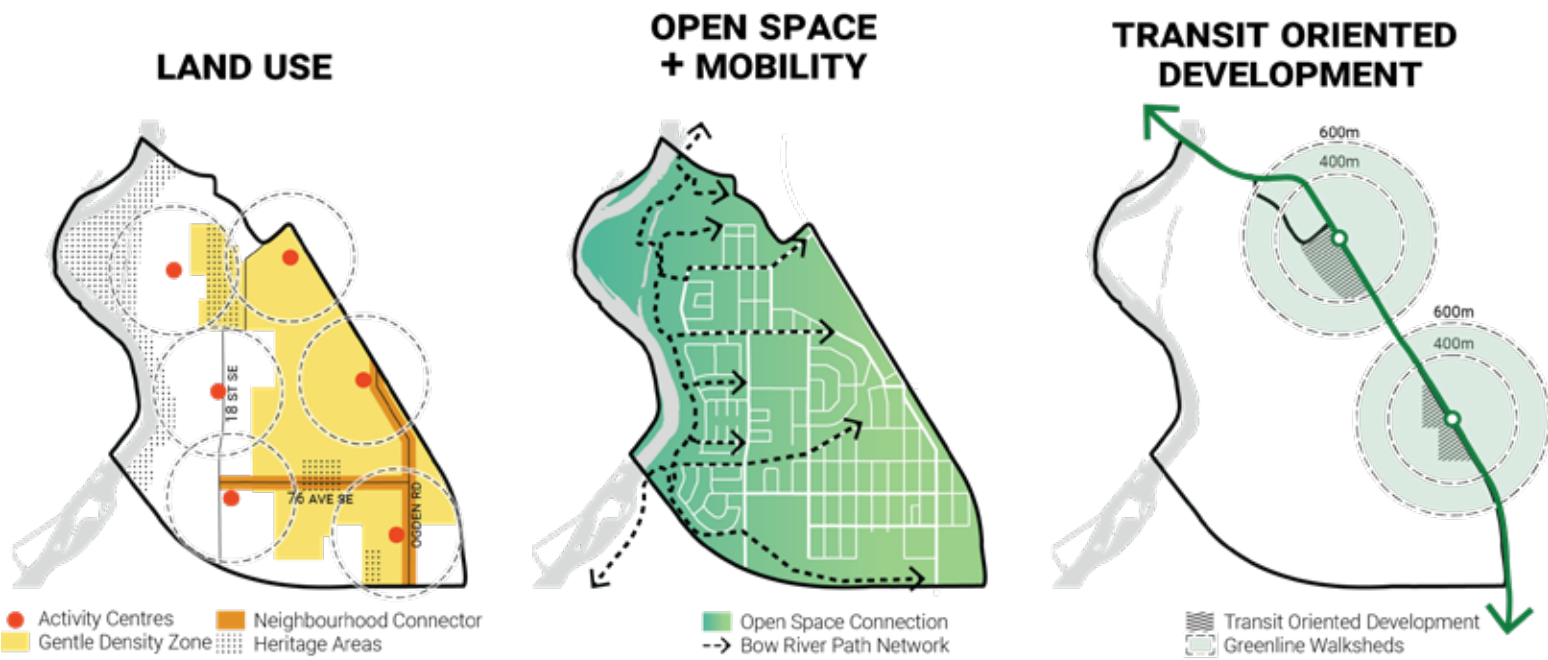 LAND USE
18 ST SE
76 AVE SE
OGDEN RD
Activity Centres
Neighbourhood Connector
Gentle Density Zone
Heritage Areas
OPEN SPACE
+ MOBILITY
Open Space Connection
Bow River Path Network
TRANSIT ORIENTED
DEVELOPMENT
600m
400m
600m
400m
Transit Oriented Development
Greenline Walksheds